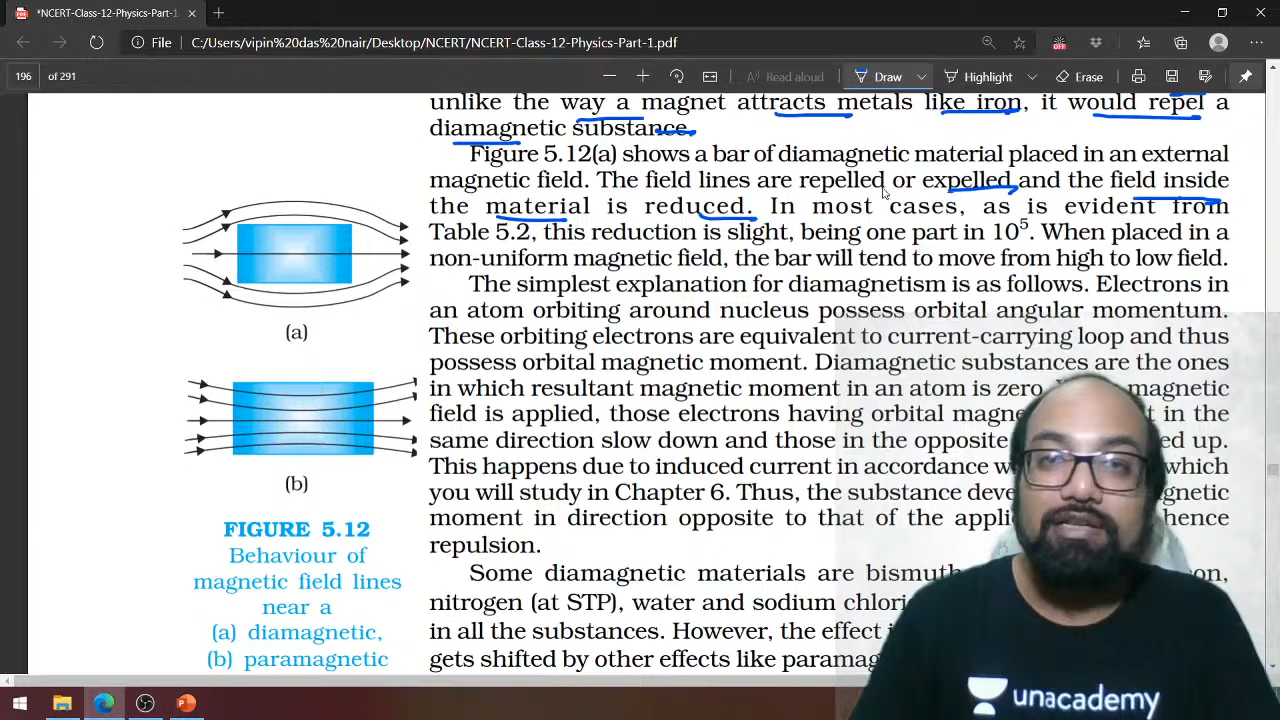 *NCERT-Class-12-Physics-Part-1.
File C:/Users/vipin%20das%20nair/Desktop/NCERT/NCERT-Class-12-Physics-Part-1.pdf
196 of 291 Read aloud Draw Highlight Erase
unlike the way a magnet attracts metals like iron, it would repel a
diamagnetic substance.
Figure 5.12(a) shows a bar of diamagnetic material placed in an external
magnetic field. The field lines are repelled or expelled and the field inside
the material is reduced. In most cases, as is evident from
Table 5.2, this reduction is slight, being one part in 10⁵. When placed in a
non-uniform magnetic field, the bar will tend to move from high to low field.
The simplest explanation for diamagnetism is as follows. Electrons in
an atom orbiting around nucleus possess orbital angular momentum.
These orbiting electrons are equivalent to current-carrying loop and thus
possess orbital magnetic moment. Diamagnetic substances are the ones
in which resultant magnetic moment in an atom is zero. magnetic
field is applied, those electrons having orbital in the
same direction slow down and those in the opposite up.
This happens due to induced current in accordance which
you will study in Chapter 6. Thus, the substance
moment in direction opposite to that of the hence
repulsion.
Some diamagnetic materials are bismuth
nitrogen (at STP), water and sodium
in all the substances. However, the effect
gets shifted by other effects like
(a)
(b)
FIGURE 5.12
Behaviour of
magnetic field lines
near a
(a) diamagnetic,
(b) paramagnetic
unacademy